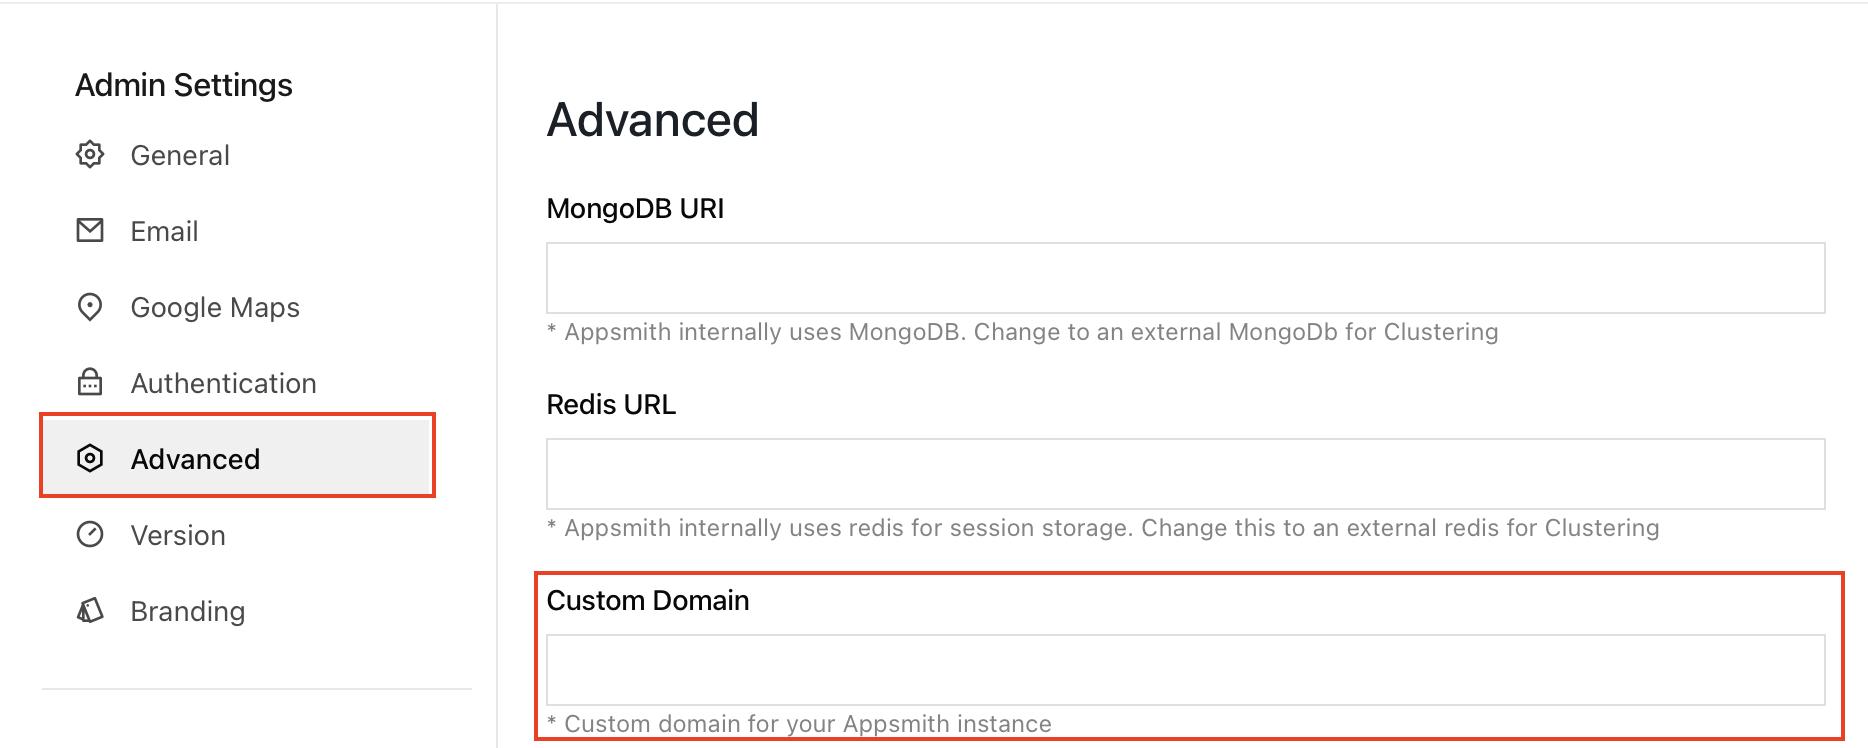 Admin Settings
General
Email
Google Maps
Authentication
Advanced
Version
Branding
Advanced
MongoDB URI
* Appsmith internally uses MongoDB. Change to an external MongoDb for Clustering
Redis URL
* Appsmith internally uses redis for session storage. Change this to an external redis for Clustering
Custom Domain
* Custom domain for your Appsmith instance